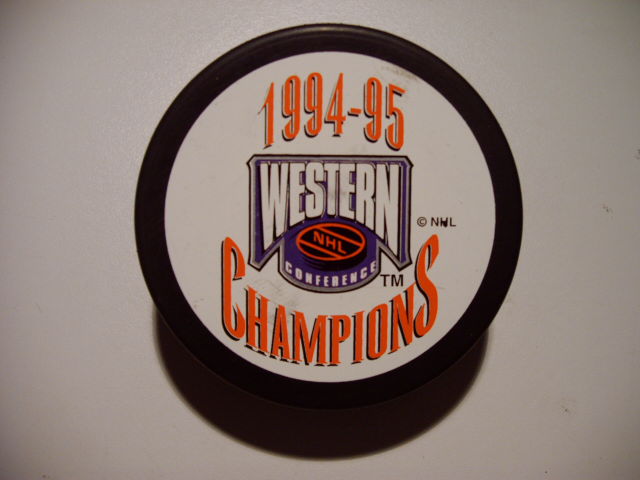 1994-95
WESTERN
© NHL
NHL
CONFERENCE
TM
CHAMPIONS